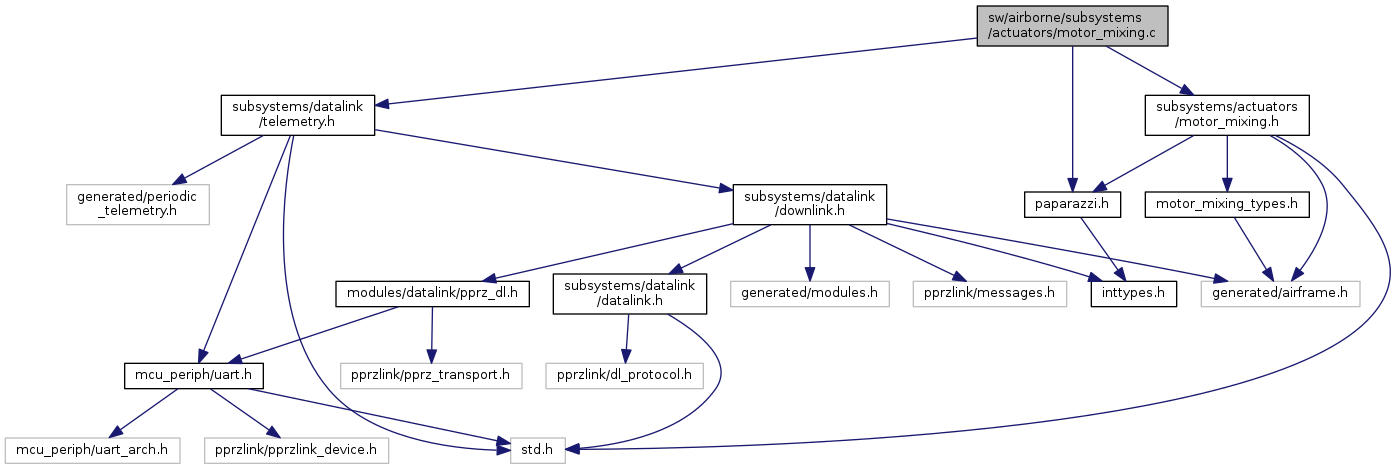 sw/airborne/subsystems
/actuators/motor_mixing.c
subsystems/datalink
/telemetry.h
subsystems/actuators
/motor_mixing.h
generated/periodic
_telemetry.h
subsystems/datalink
/downlink.h
paparazzi.h
motor_mixing_types.h
modules/datalink/pprz_dl.h
subsystems/datalink
/datalink.h
generated/modules.h
pprzlink/messages.h
inttypes.h
generated/airframe.h
mcu_periph/uart.h
pprzlink/pprz_transport.h
pprzlink/dl_protocol.h
mcu_periph/uart_arch.h
pprzlink/pprzlink_device.h
std.h